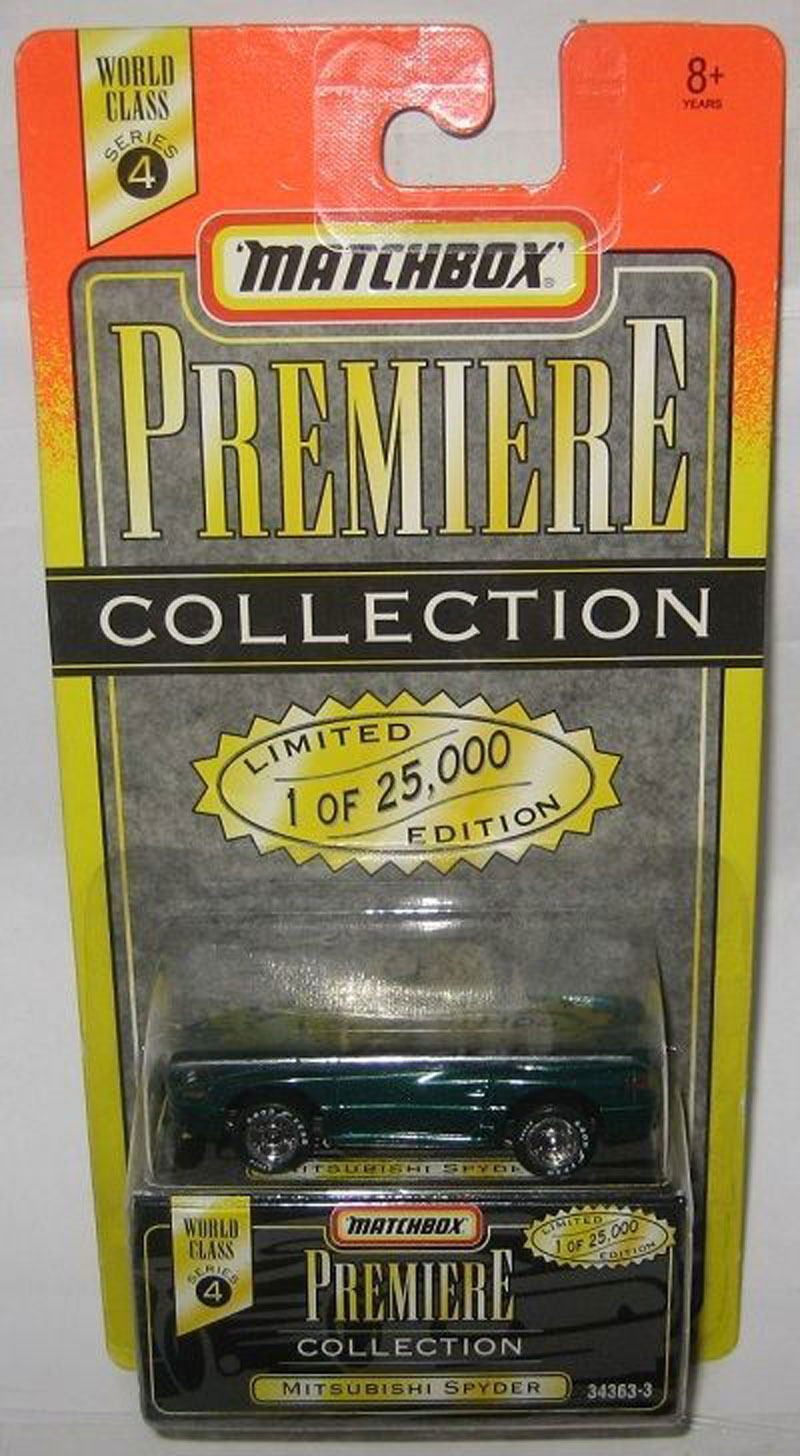 WORLD
CLASS
SERIES
4
8+
YEARS
'MATCHBOX'®
PREMIERE
COLLECTION
LIMITED
1 OF 25,000
EDITION
MITSUBISHI SPYDER
WORLD
CLASS
SERIES
4
'MATCHBOX'
LIMITED
1 OF 25,000
EDITION
PREMIERE
COLLECTION
MITSUBISHI SPYDER
34363-3